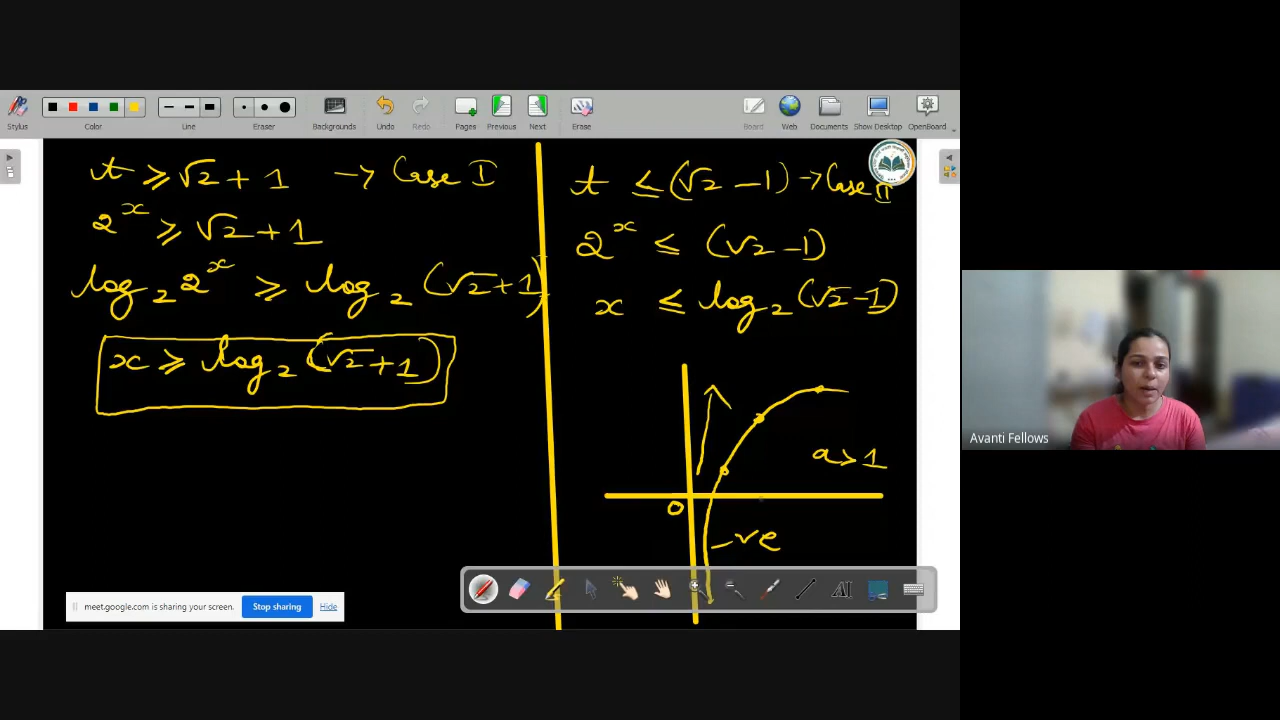 Stylus
Color
Line
Eraser
Backgrounds
Undo
Redo
Pages
Previous
Next
Erase
Board
Web
Documents
Show Desktop
OpenBoard
t ≥ √2 + 1 → Case I
2^x ≥ √2 + 1
log₂ 2^x ≥ log₂ (√2 + 1)
x ≥ log₂ (√2 + 1)
t ≤ (√2 - 1) → Case II
2^x ≤ (√2 - 1)
x ≤ log₂ (√2 - 1)
a > 1
0
-ve
meet.google.com is sharing your screen.
Stop sharing
Hide
Avanti Fellows